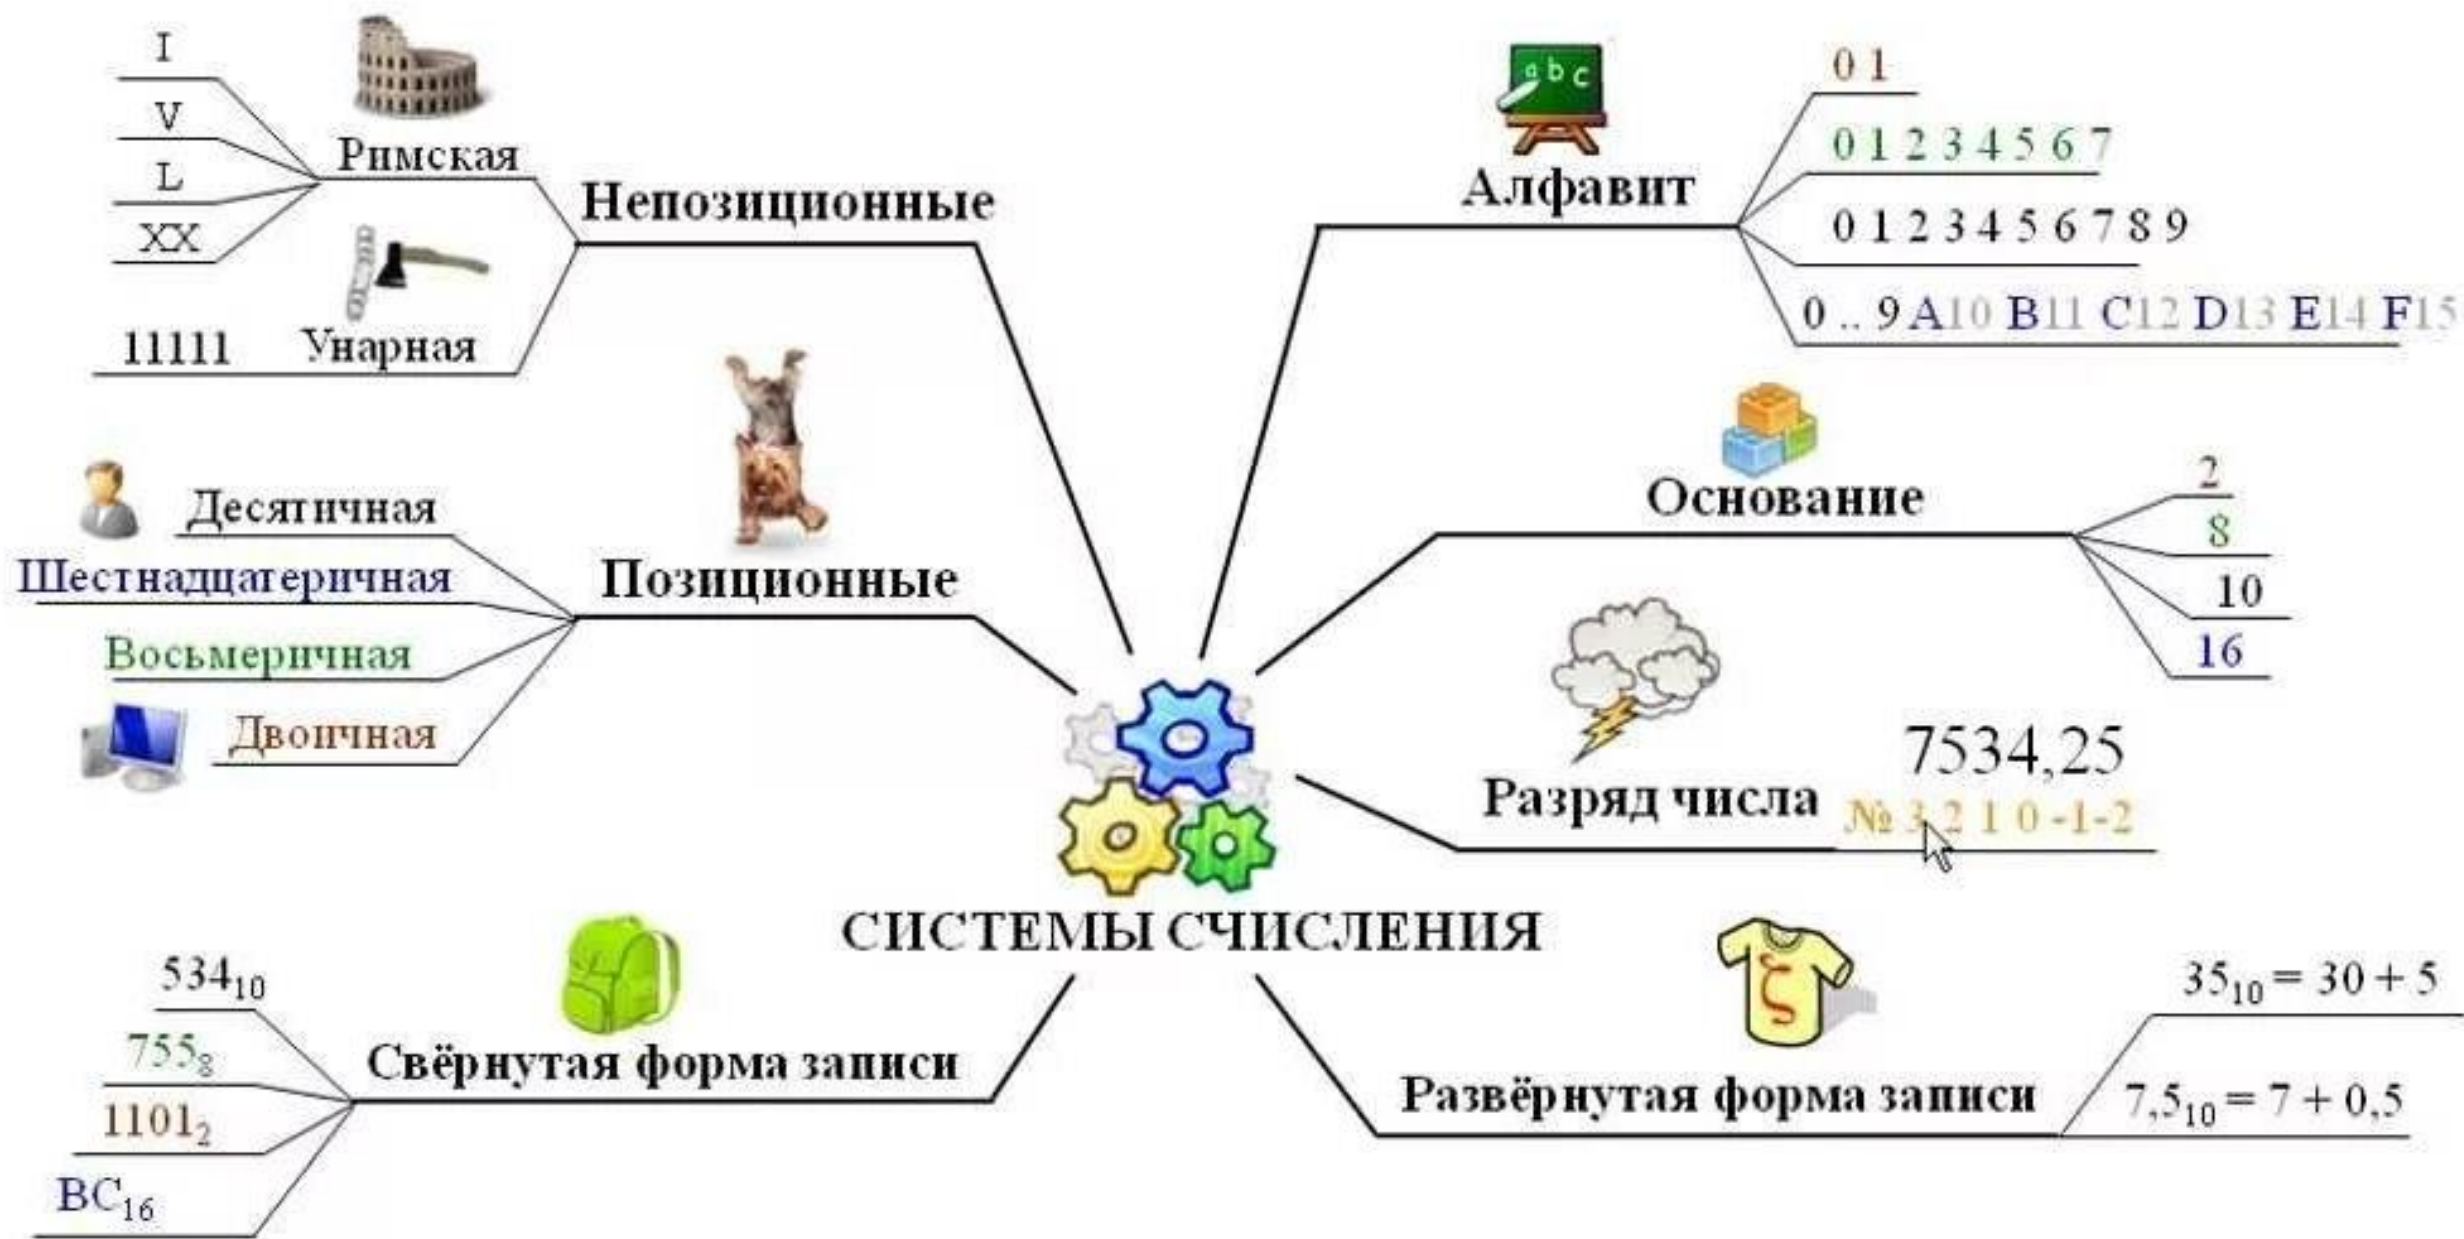 I
V
L
XX
Римская
Непозиционные
11111 Унарная
Десятичная
Шестнадцатеричная
Восьмеричная
Двоичная
Позиционные
a b c
Алфавит
0 1
0 1 2 3 4 5 6 7
0 1 2 3 4 5 6 7 8 9
0 .. 9 A10 B11 C12 D13 E14 F15
Основание
2
8
10
16
Разряд числа
7534,25
№ 3 2 1 0 -1-2
СИСТЕМЫ СЧИСЛЕНИЯ
534₁₀
755₈
1101₂
BC₁₆
Свёрнутая форма записи
ζ
Развёрнутая форма записи
35₁₀ = 30 + 5
7,5₁₀ = 7 + 0,5